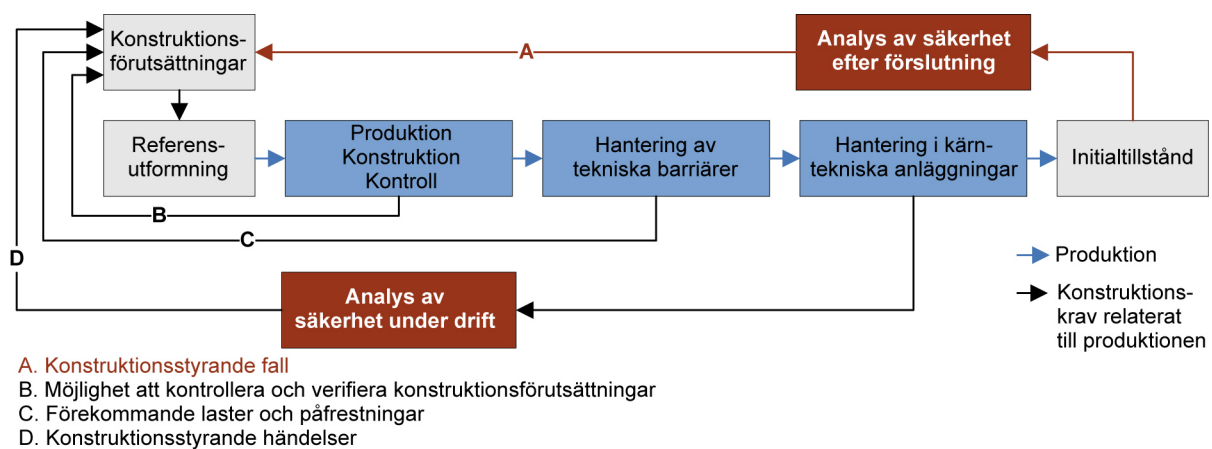 Konstruktions-
förutsättningar
A
Analys av säkerhet
efter förslutning
Referens-
utformning
Produktion
Konstruktion
Kontroll
Hantering av
tekniska barriärer
Hantering i kärn-
tekniska anläggningar
Initialtillstånd
B
C
D
Analys av
säkerhet under drift
Produktion
Konstruktions-
krav relaterat
till produktionen
A. Konstruktionsstyrande fall
B. Möjlighet att kontrollera och verifiera konstruktionsförutsättningar
C. Förekommande laster och påfrestningar
D. Konstruktionsstyrande händelser